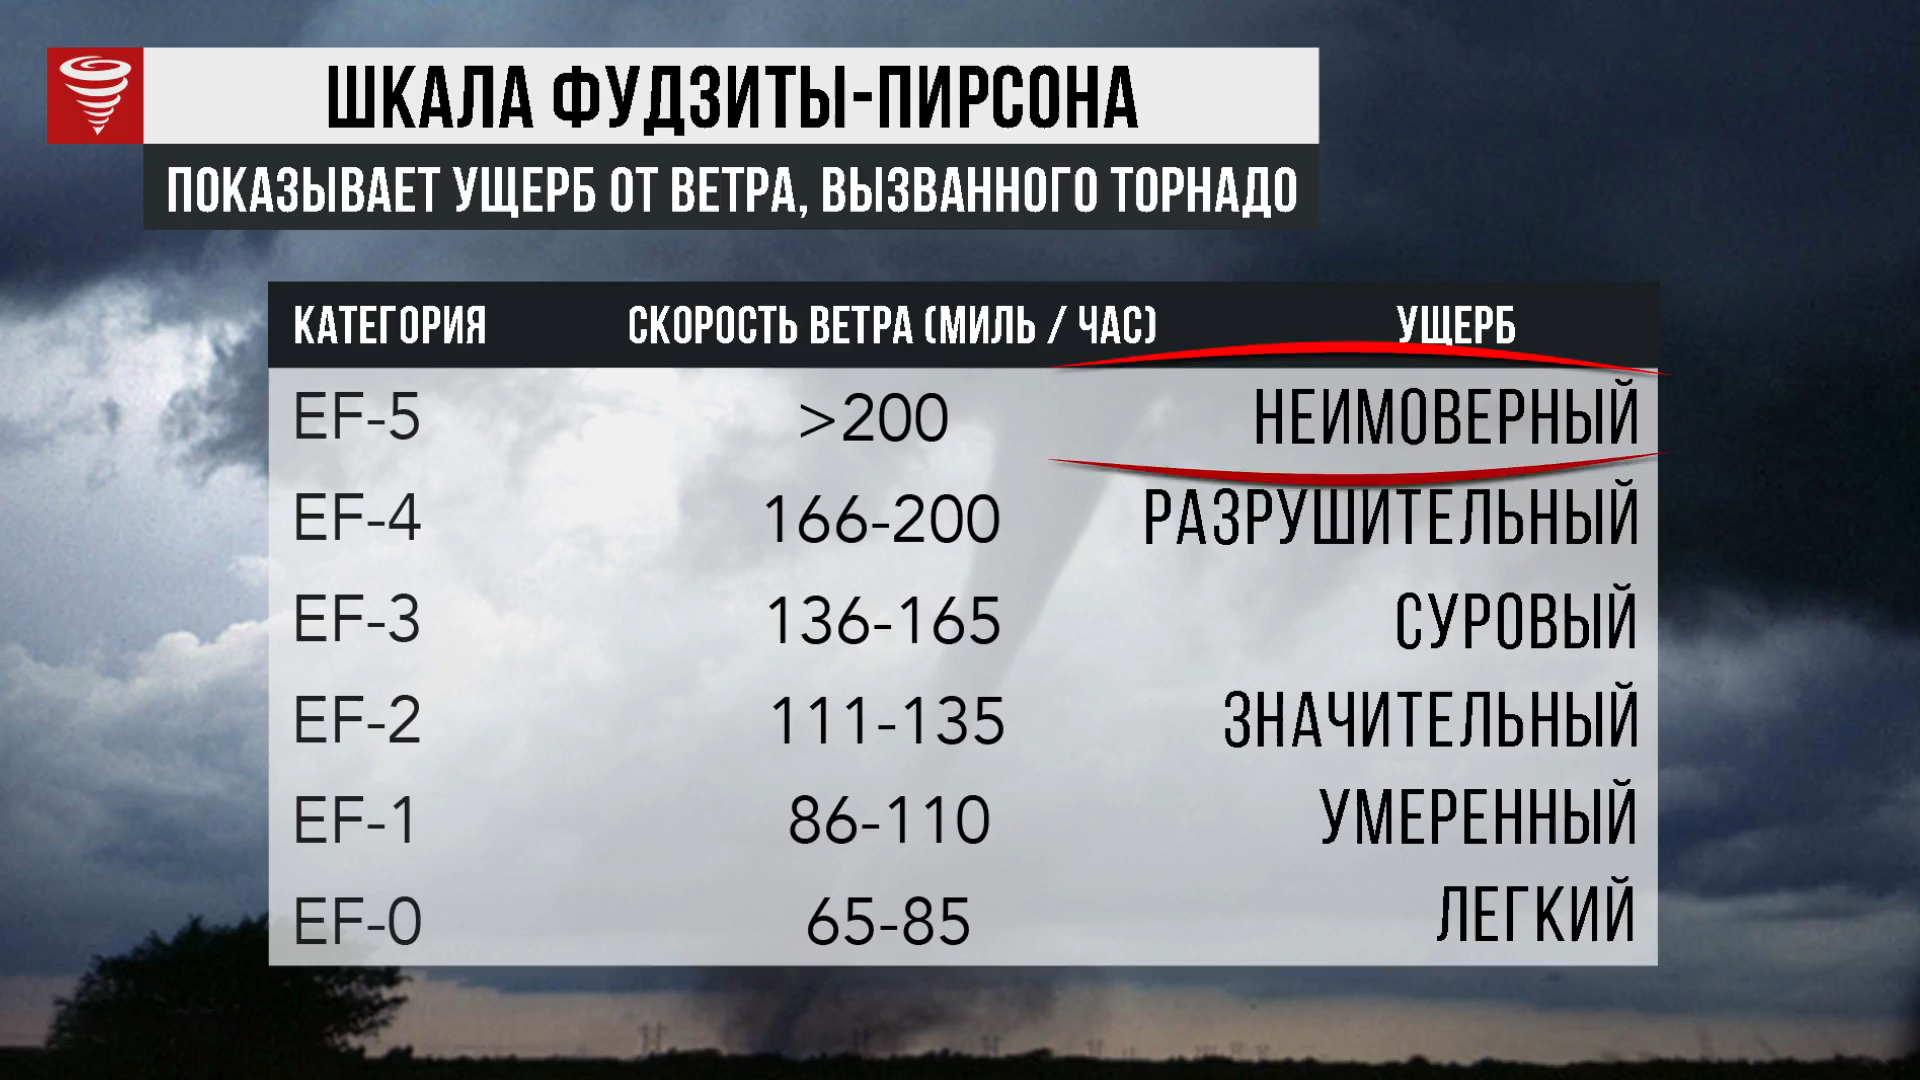 ШКАЛА ФУДЗИТЫ-ПИРСОНА
ПОКАЗЫВАЕТ УЩЕРБ ОТ ВЕТРА, ВЫЗВАННОГО ТОРНАДО
КАТЕГОРИЯ СКОРОСТЬ ВЕТРА (МИЛЬ / ЧАС) УЩЕРБ
EF-5 >200 НЕИМОВЕРНЫЙ
EF-4 166-200 РАЗРУШИТЕЛЬНЫЙ
EF-3 136-165 СУРОВЫЙ
EF-2 111-135 ЗНАЧИТЕЛЬНЫЙ
EF-1 86-110 УМЕРЕННЫЙ
EF-0 65-85 ЛЕГКИЙ